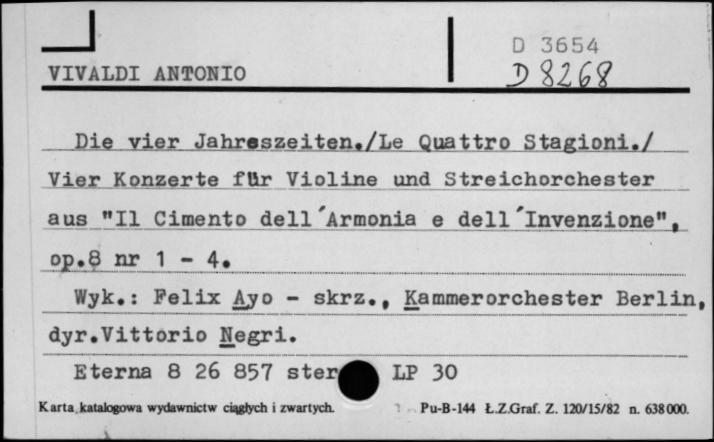 D 3654
VIVALDI ANTONIO D 8268
Die vier Jahreszeiten./Le Quattro Stagioni./
Vier Konzerte für Violine und Streichorchester
aus "Il Cimento dell´Armonia e dell´Invenzione",
op.8 nr 1 - 4.
Wyk.: Felix Ayo - skrz., Kammerorchester Berlin,
dyr.Vittorio Negri.
Eterna 8 26 857 ster LP 30
Karta katalogowa wydawnictw ciągłych i zwartych. Pu-B-144 Ł.Z.Graf. Z. 120/15/82 n. 638000.